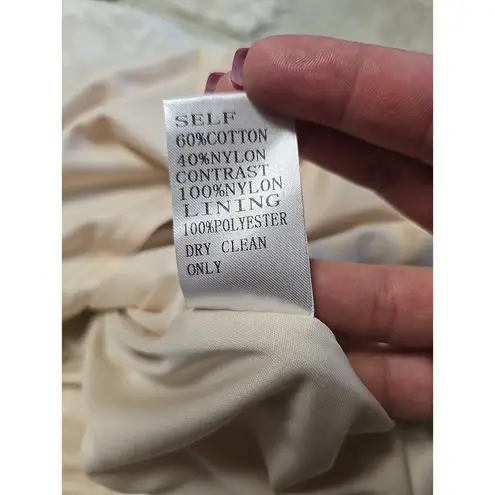 SELF
60%COTTON
40%NYLON
CONTRAST
100%NYLON
LINING
100%POLYESTER
DRY CLEAN
ONLY